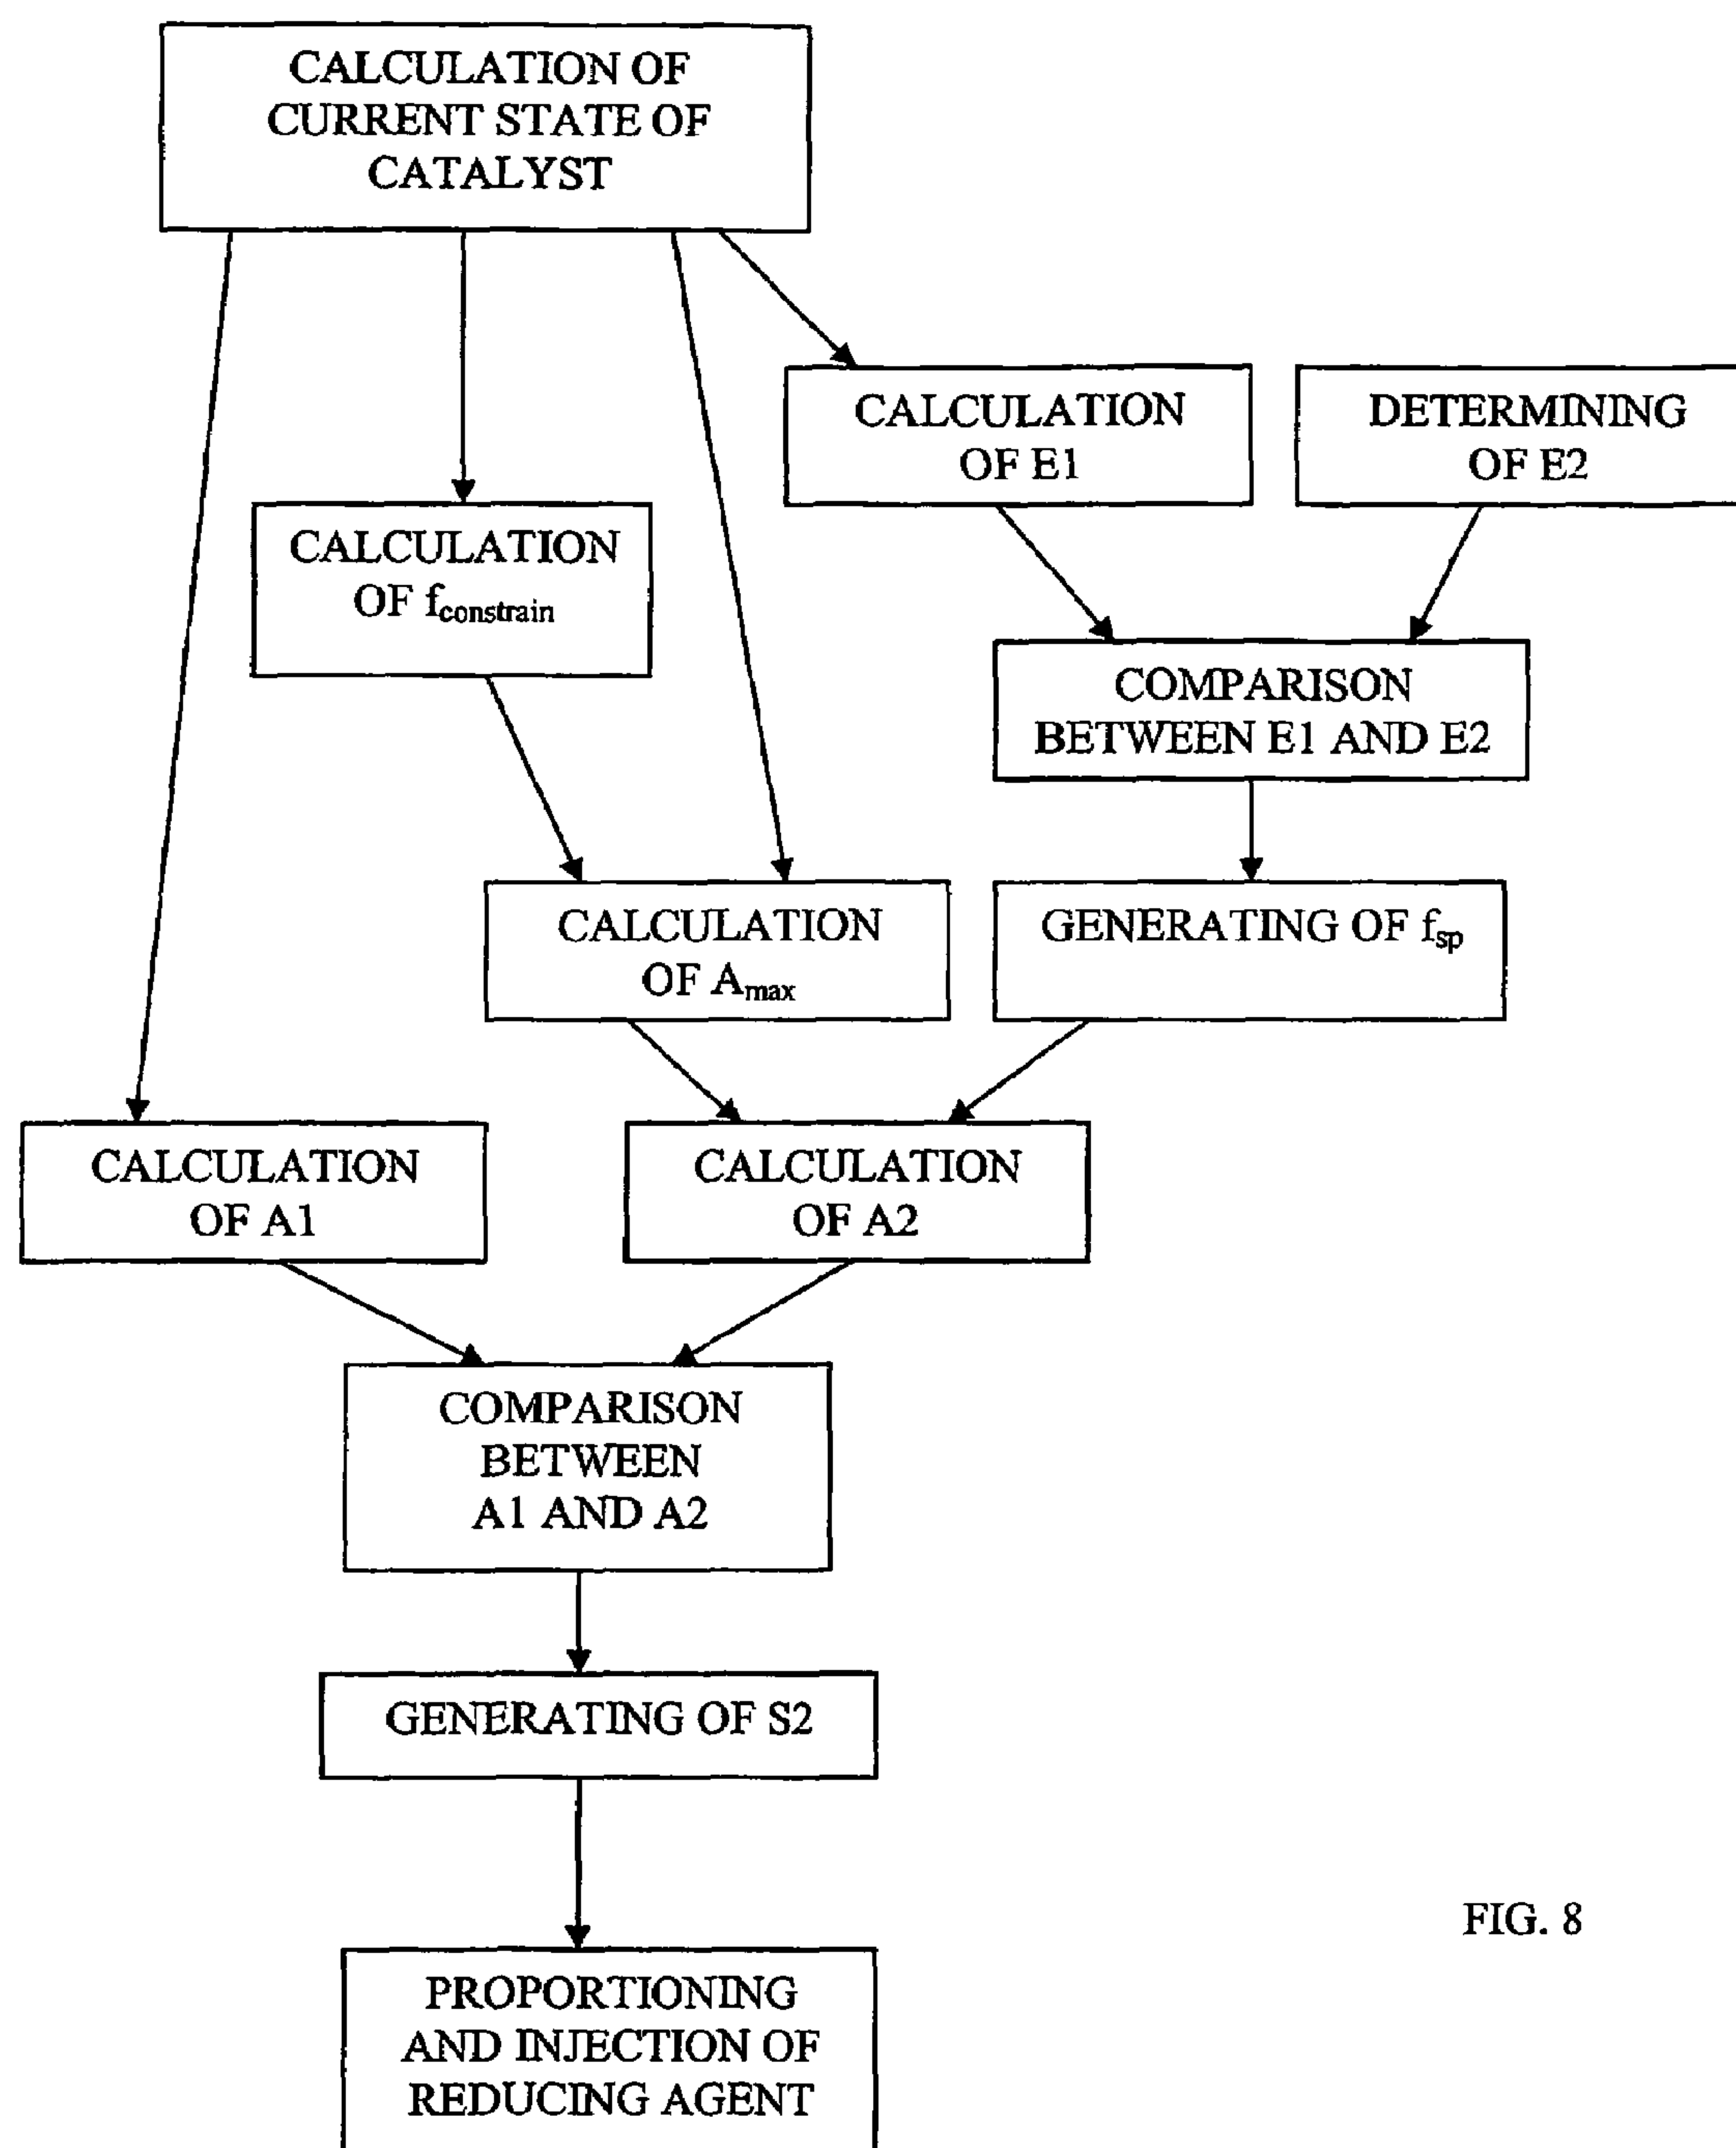 CALCULATION OF
CURRENT STATE OF
CATALYST
CALCULATION
OF E1
DETERMINING
OF E2
CALCULATION
OF fconstrain
COMPARISON
BETWEEN E1 AND E2
CALCULATION
OF Amax
GENERATING OF fsp
CALCULATION
OF A1
CALCULATION
OF A2
COMPARISON
BETWEEN
A1 AND A2
GENERATING OF S2
FIG. 8
PROPORTIONING
AND INJECTION OF
REDUCING AGENT